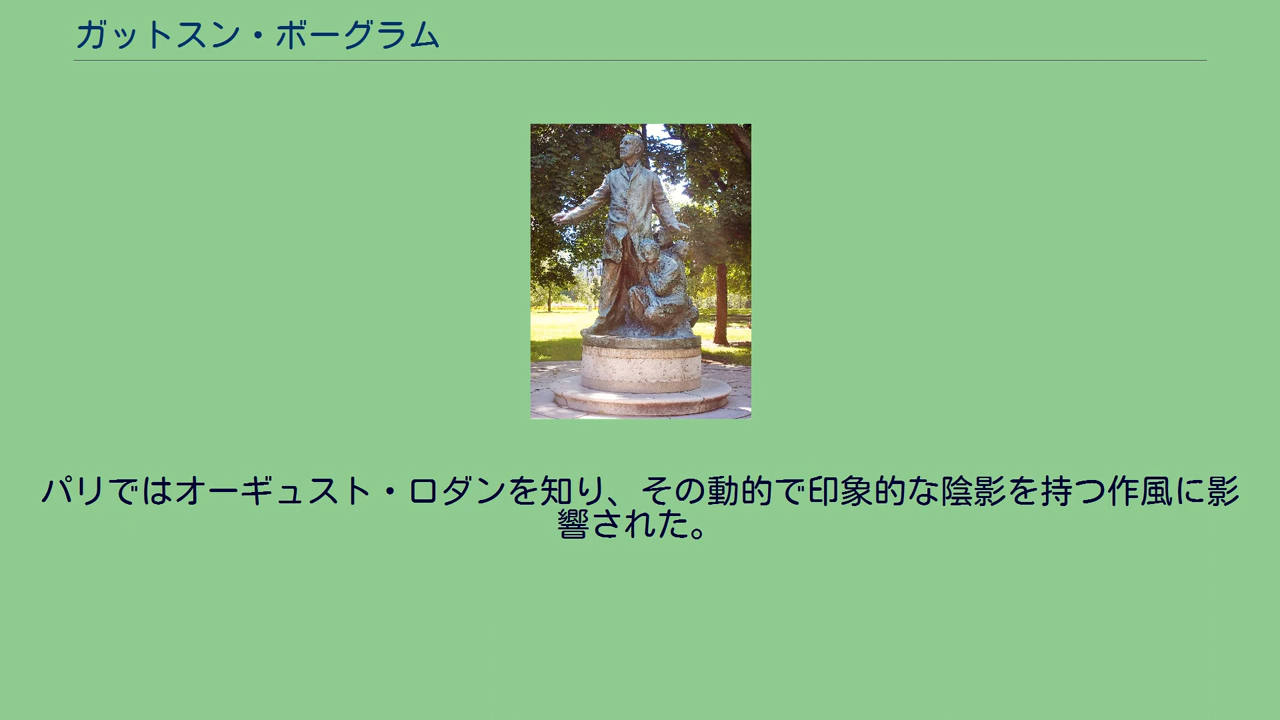 ガットスン・ボーグラム
パリではオーギュスト・ロダンを知り、その動的で印象的な陰影を持つ作風に影
響された。